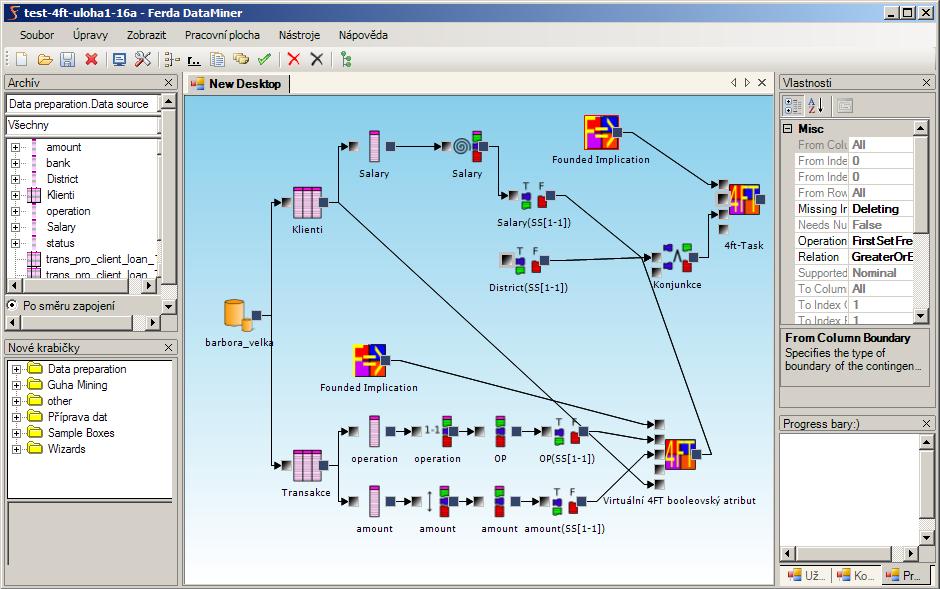 test-4ft-uloha1-16a - Ferda DataMiner
Soubor Úpravy Zobrazit Pracovní plocha Nástroje Nápověda
Archív
Data preparation.Data source
Všechny
amount
bank
District
Klienti
operation
Salary
status
trans_pro_client_loan_
trans_pro_client_loan_
Po směru zapojení
Nové krabičky
Data preparation
Guha Mining
other
Příprava dat
Sample Boxes
Wizards
New Desktop
Founded Implication
Salary
Salary
Klienti
Salary(SS[1-1])
4ft-Task
District(SS[1-1])
Konjunkce
barbora_velka
Founded Implication
operation
1-1
operation
OP
OP(SS[1-1])
Transakce
Virtuální 4FT booleovský atribut
amount
amount
amount
amount(SS[1-1])
Vlastnosti
Misc
From Colu All
From Inde 0
From Inde 0
From Row All
Missing Ir Deleting
Needs Nu False
Operation FirstSetFre
Relation GreaterOrE
Supported Nominal
To Column All
To Index C 1
To Index F 1
From Column Boundary
Specifies the type of
boundary of the contingen...
Progress bary:)
Už... Ko... Pr...